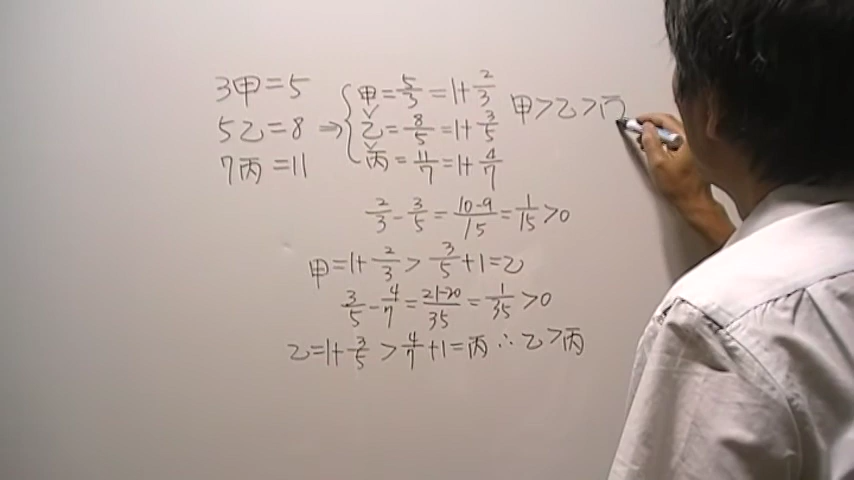 3甲=5
5乙=8
7丙=11
⇒{甲=5/3=1+2/3
乙=8/5=1+3/5
丙=11/7=1+4/7
甲>乙>
2/3-3/5=10-9/15=1/15>0
甲=1+2/3>3/5+1=乙
3/5-4/7=21-20/35=1/35>0
乙=1+3/5>4/7+1=丙∴乙>丙